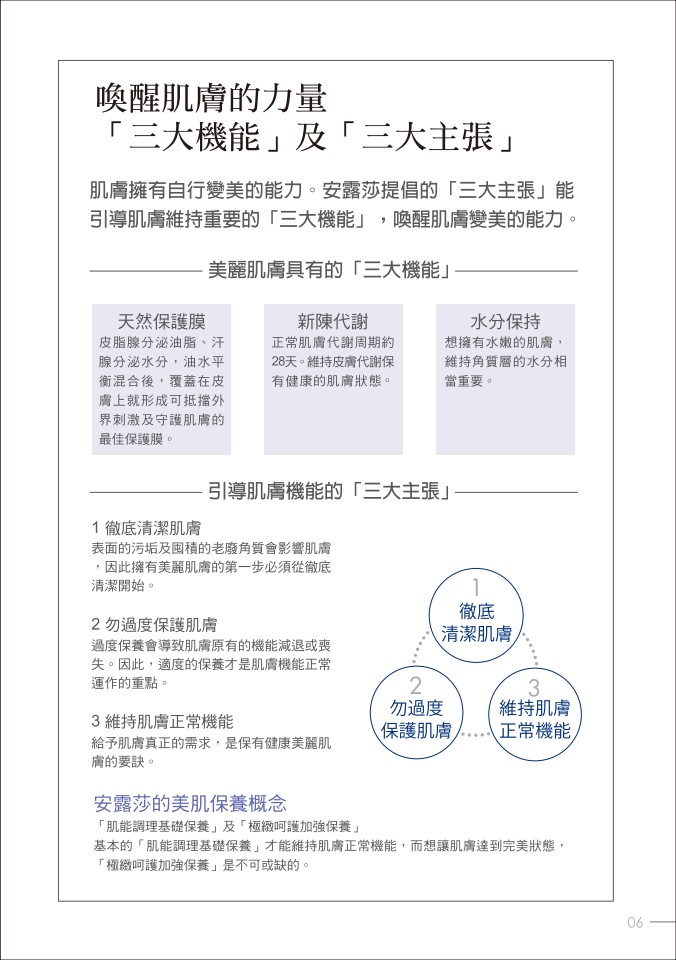 喚醒肌膚的力量
「三大機能」及「三大主張」
肌膚擁有自行變美的能力。安露莎提倡的「三大主張」能
引導肌膚維持重要的「三大機能」，喚醒肌膚變美的能力。
美麗肌膚具有的「三大機能」
天然保護膜
皮脂腺分泌油脂、汗
腺分泌水分，油水平
衡混合後，覆蓋在皮
膚上就形成可抵擋外
界刺激及守護肌膚的
最佳保護膜。
新陳代謝
正常肌膚代謝周期約
28天。維持皮膚代謝保
有健康的肌膚狀態。
水分保持
想擁有水嫩的肌膚，
維持角質層的水分相
當重要。
引導肌膚機能的「三大主張」
1 徹底清潔肌膚
表面的污垢及囤積的老廢角質會影響肌膚
，因此擁有美麗肌膚的第一步必須從徹底
清潔開始。
2 勿過度保護肌膚
過度保養會導致肌膚原有的機能減退或喪
失。因此，適度的保養才是肌膚機能正常
運作的重點。
3 維持肌膚正常機能
給予肌膚真正的需求，是保有健康美麗肌
膚的要訣。
1
徹底
清潔肌膚
2
勿過度
保護肌膚
3
維持肌膚
正常機能
安露莎的美肌保養概念
「肌能調理基礎保養」及「極緻呵護加強保養」
基本的「肌能調理基礎保養」才能維持肌膚正常機能，而想讓肌膚達到完美狀態，
「極緻呵護加強保養」是不可或缺的。
06